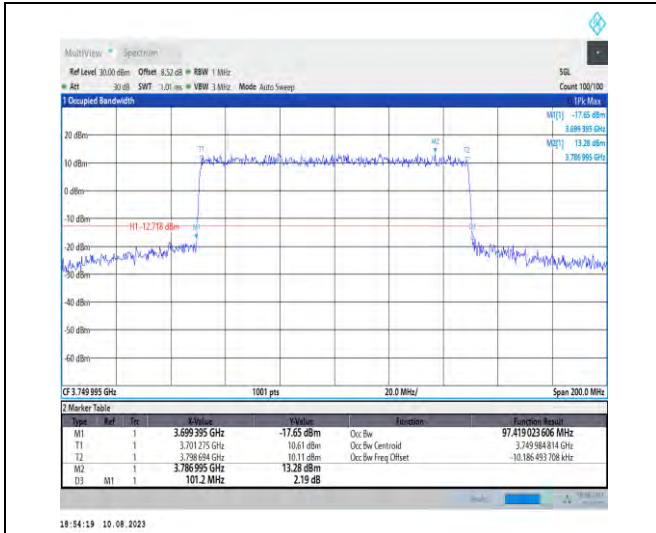 MultiView Spectrum
Ref Level 30.00 dBm Offset 8.52 dB RBW 1 MHz SGL
Att 30 dB SWT 1.01 ms VBW 3 MHz Mode Auto Sweep Count 100/100
1 Occupied Bandwidth 1Pk Max
M1[1] -17.65 dBm
3.699 395 GHz
M2[1] 13.28 dBm
3.786 995 GHz
20 dBm
M2
T1
T2
10 dBm
0 dBm
-10 dBm
H1 -12.718 dBm
M1
D3
-20 dBm
-30 dBm
-40 dBm
-50 dBm
-60 dBm
CF 3.749 995 GHz 1001 pts 20.0 MHz/ Span 200.0 MHz
2 Marker Table
Type Ref Trc X-Value Y-Value Function Function Result
M1 1 3.699 395 GHz -17.65 dBm Occ Bw 97.419 023 606 MHz
T1 1 3.701 275 GHz 10.61 dBm Occ Bw Centroid 3.749 984 814 GHz
T2 1 3.798 694 GHz 10.11 dBm Occ Bw Freq Offset -10.186 493 708 kHz
M2 1 3.786 995 GHz 13.28 dBm
D3 M1 1 101.2 MHz 2.19 dB
18:54:19 10.08.2023